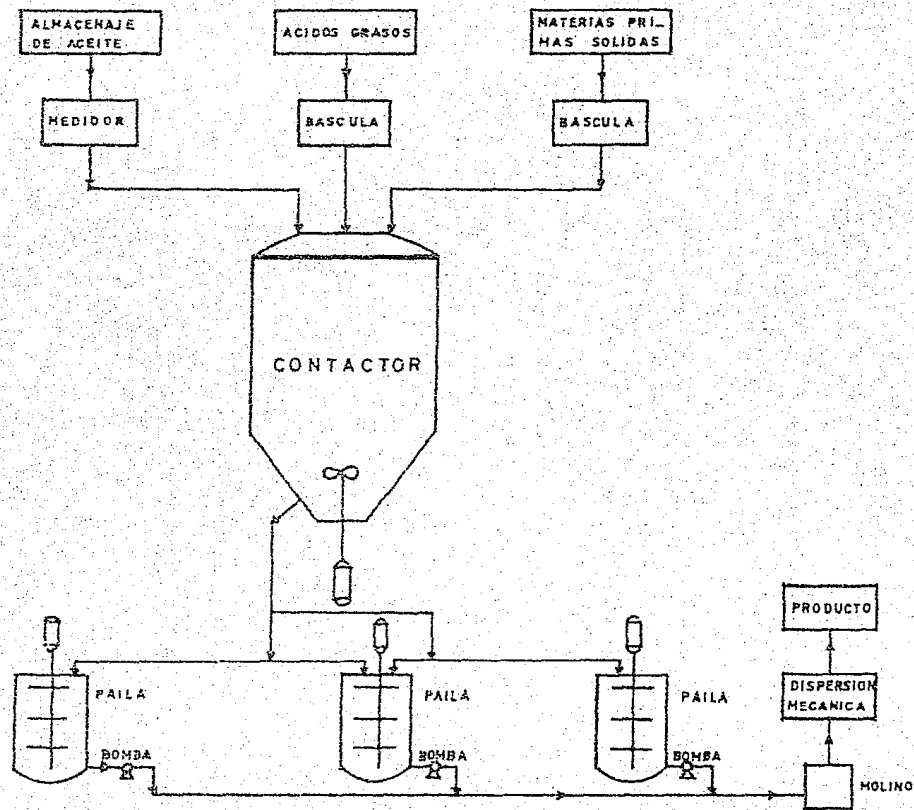 ALMACENAJE
DE ACEITE.
ACIDOS GRASOS
MATERIAS PRI_
MAS SOLIDAS
MEDIDOR
BASCULA
BASCULA
CONTACTOR
PRODUCTO
PAILA
PAILA
PAILA
DISPERSION
MECANICA
BOMBA
BOMBA
BOMBA
MOLINO